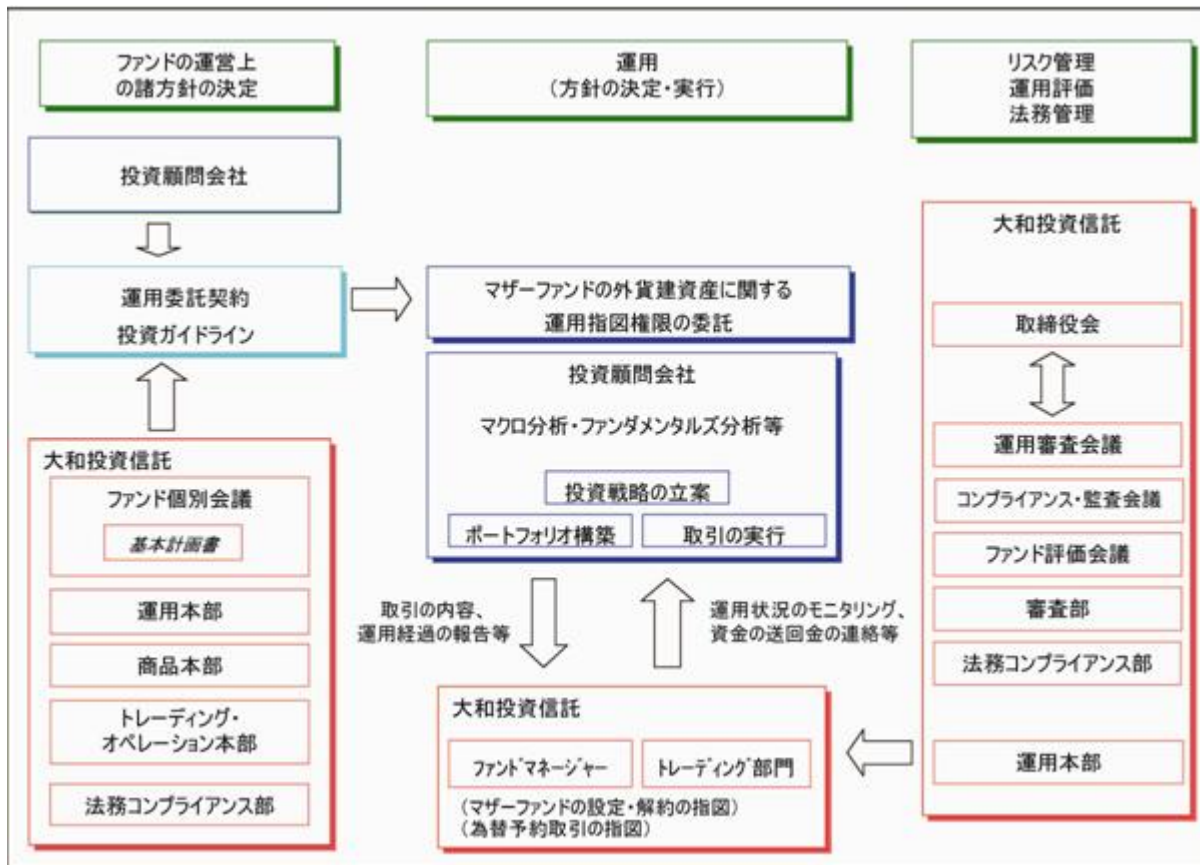 ファンドの運営上
の諸方針の決定
運用
(方針の決定・実行)
リスク管理
運用評価
法務管理
投資顧問会社
運用委託契約
投資ガイドライン
マザーファンドの外貨建資産に関する
運用指図権限の委託
投資顧問会社
マクロ分析・ファンダメンタルズ分析等
投資戦略の立案
ポートフォリオ構築
取引の実行
大和投資信託
ファンド個別会議
基本計画書
運用本部
商品本部
トレーディング・
オペレーション本部
法務コンプライアンス部
取引の内容、
運用経過の報告等
運用状況のモニタリング、
資金の送回金の連絡等
大和投資信託
ファンドマネージャー
トレーディング部門
(マザーファンドの設定・解約の指図)
(為替予約取引の指図)
大和投資信託
取締役会
運用審査会議
コンプライアンス・監査会議
ファンド評価会議
審査部
法務コンプライアンス部
運用本部